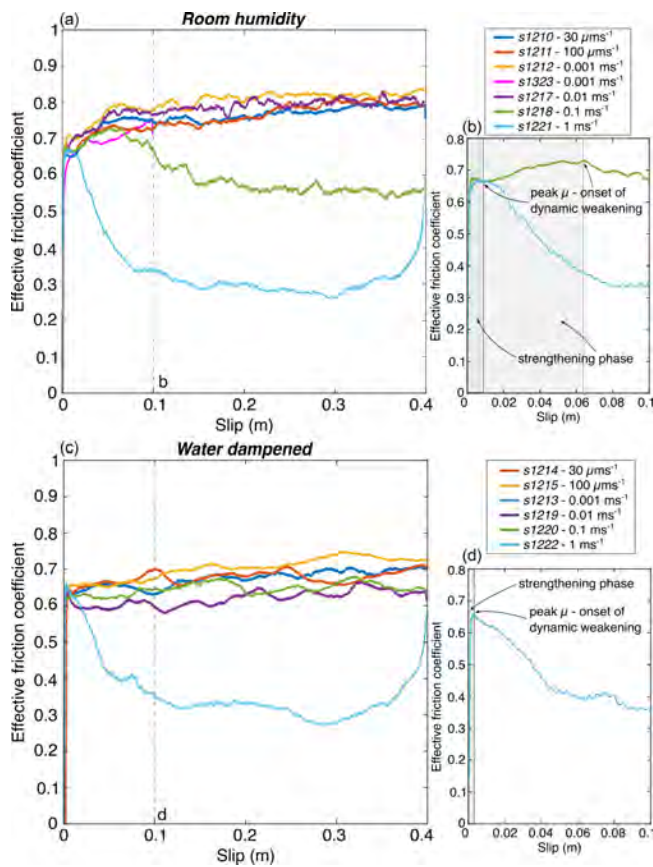 (a)
Room humidity
1
0.9
0.8
0.7
0.6
0.5
0.4
0.3
0.2
0.1
0
Effective friction coefficient
0
0.1
0.2
0.3
0.4
b
Slip (m)
s1210 - 30 μms⁻¹
s1211 - 100 μms⁻¹
s1212 - 0.001 ms⁻¹
s1323 - 0.001 ms⁻¹
s1217 - 0.01 ms⁻¹
s1218 - 0.1 ms⁻¹
s1221 - 1 ms⁻¹
(b)
0.8
0.7
0.6
0.5
0.4
0.3
0.2
0.1
0
Effective friction coefficient
peak μ - onset of
dynamic weakening
strengthening phase
0
0.02
0.04
0.06
0.08
0.1
Slip (m)
(c)
Water dampened
1
0.9
0.8
0.7
0.6
0.5
0.4
0.3
0.2
0.1
0
Effective friction coefficient
0
0.1
0.2
0.3
0.4
d
Slip (m)
s1214 - 30 μms⁻¹
s1215 - 100 μms⁻¹
s1213 - 0.001 ms⁻¹
s1219 - 0.01 ms⁻¹
s1220 - 0.1 ms⁻¹
s1222 - 1 ms⁻¹
(d)
0.8
0.7
0.6
0.5
0.4
0.3
0.2
0.1
0
Effective friction coefficient
strengthening phase
peak μ - onset of
dynamic weakening
0
0.02
0.04
0.06
0.08
0.1
Slip (m)